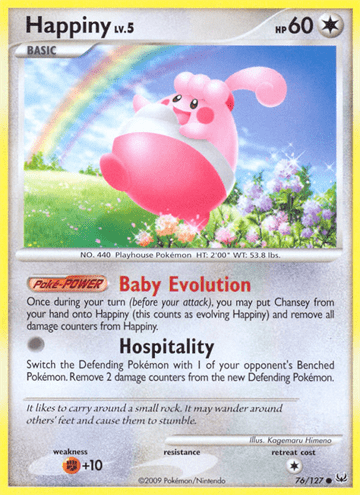 Happiny LV.5 HP 60
BASIC
NO. 440 Playhouse Pokémon HT: 2'00" WT: 53.8 lbs.
Poké-POWER Baby Evolution
Once during your turn (before your attack), you may put Chansey from
your hand onto Happiny (this counts as evolving Happiny) and remove all
damage counters from Happiny.
Hospitality
Switch the Defending Pokémon with 1 of your opponent's Benched
Pokémon. Remove 2 damage counters from the new Defending Pokémon.
It likes to carry around a small rock. It may wander around
others' feet and cause them to stumble.
Illus. Kagemaru Himeno
weakness resistance retreat cost
+10
76/127
©2009 Pokémon/Nintendo